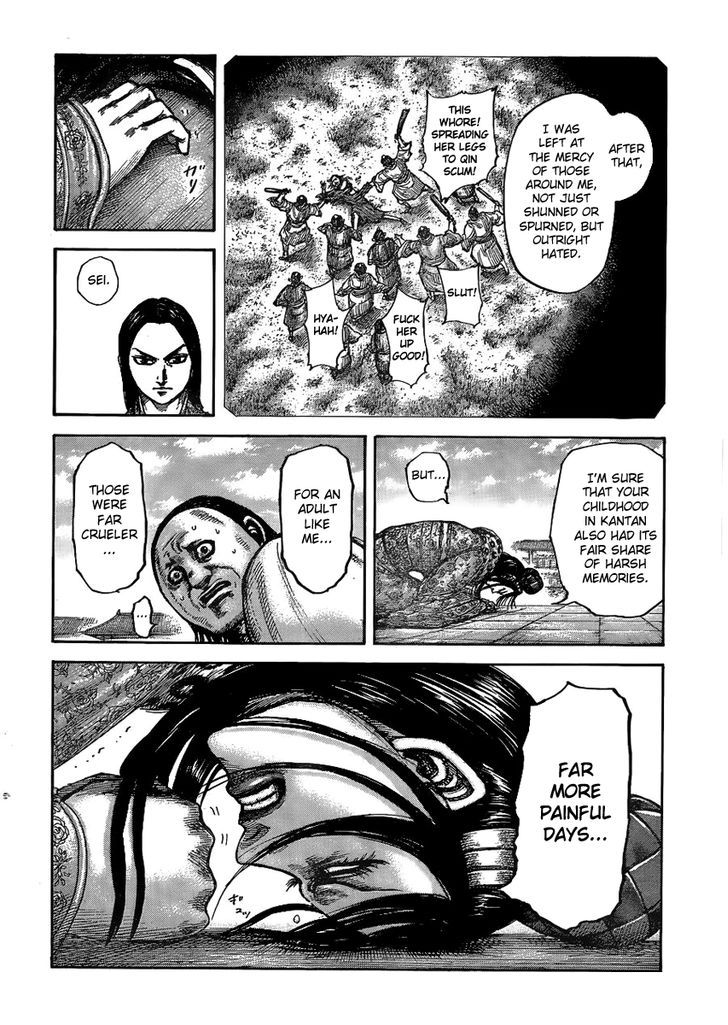 AFTER
THAT,
I WAS
LEFT AT
THE MERCY
OF THOSE
AROUND ME,
NOT JUST
SHUNNED OR
SPURNED, BUT
OUTRIGHT
HATED.
THIS
WHORE!
SPREADING
HER LEGS
TO QIN
SCUM!
SLUT!
FUCK
HER
UP
GOOD!
HYA-
HAH!
ガリ
SEI.
I'M SURE
THAT YOUR
CHILDHOOD
IN KANTAN
ALSO HAD ITS
FAIR SHARE
OF HARSH
MEMORIES.
BUT...
FOR AN
ADULT
LIKE
ME...
THOSE
WERE
FAR
CRUELER
...
...
FAR
MORE
PAINFUL
DAYS...